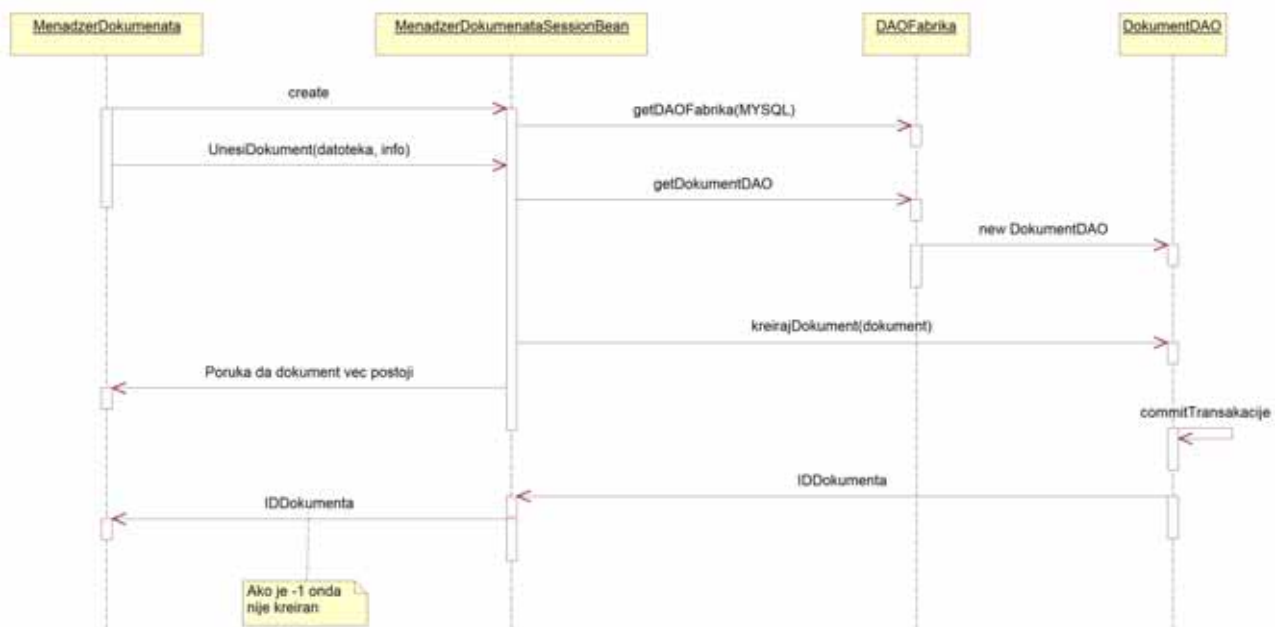 MenadzerDokumenata
MenadzerDokumenataSessionBean
DAOFabrika
DokumentDAO
create
getDAOFabrika(MYSQL)
UnesiDokument(datoteka, info)
getDokumentDAO
new DokumentDAO
kreirajDokument(dokument)
Poruka da dokument vec postoji
commitTransakacije
IDDokumenta
IDDokumenta
Ako je -1 onda
nije kreiran